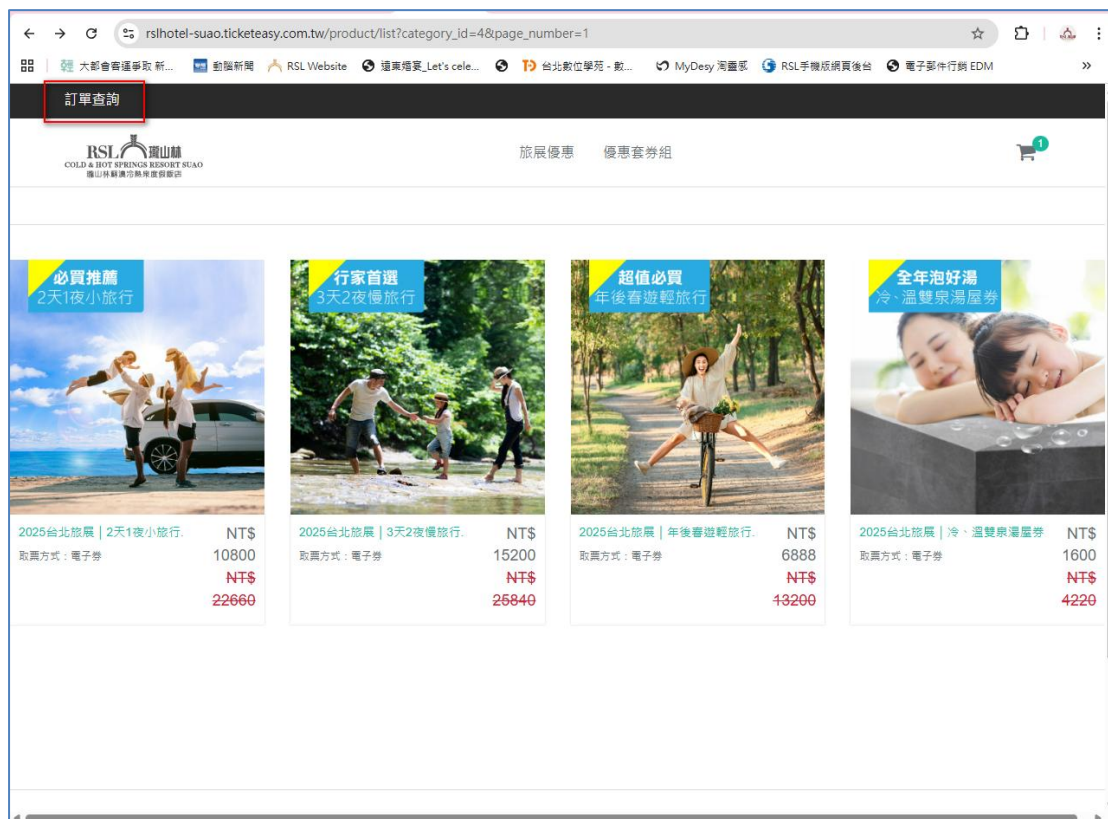 rslhotel-suao.ticketeasy.com.tw/product/list?category_id=4&page_number=1
大都會客運爭取 新... 動腦新聞 RSL Website 遠東婚宴_Let's cele... 台北數位學苑 - 數... MyDesy 淘靈感 RSL手機版網頁後台 電子郵件行銷 EDM »
訂單查詢
RSL 瓏山林
COLD & HOT SPRINGS RESORT SUAO
瓏山林蘇澳冷熱泉度假飯店
旅展優惠 優惠套券組
1
必買推薦
2天1夜小旅行
行家首選
3天2夜慢旅行
超值必買
年後春遊輕旅行
全年泡好湯
冷、溫雙泉湯屋券
2025台北旅展 | 2天1夜小旅行. NT$
取票方式：電子券 10800
NT$
22660
2025台北旅展 | 3天2夜慢旅行. NT$
取票方式：電子券 15200
NT$
25840
2025台北旅展 | 年後春遊輕旅行. NT$
取票方式：電子券 6888
NT$
13200
2025台北旅展 | 冷、溫雙泉湯屋券 NT$
取票方式：電子券 1600
NT$
4220